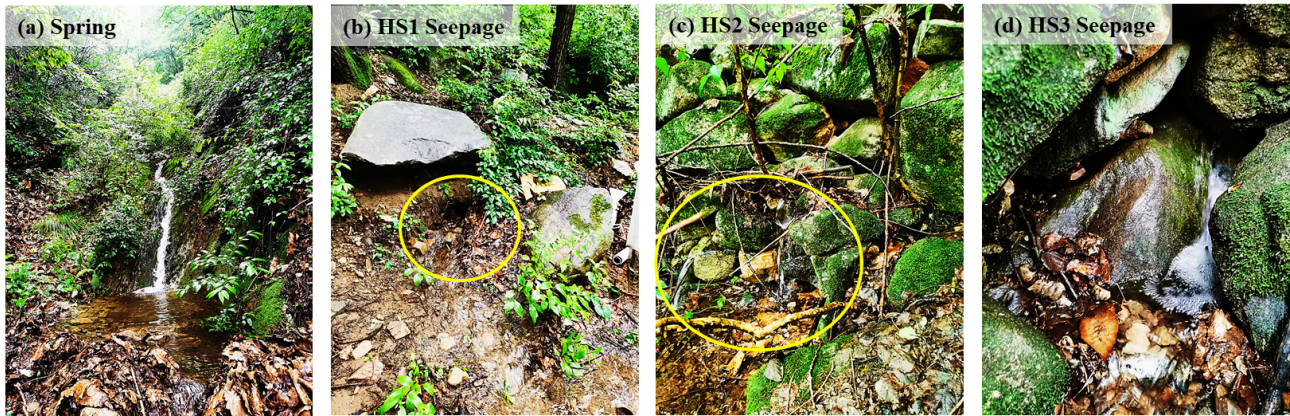 (a) Spring
(b) HS1 Seepage
(c) HS2 Seepage
(d) HS3 Seepage